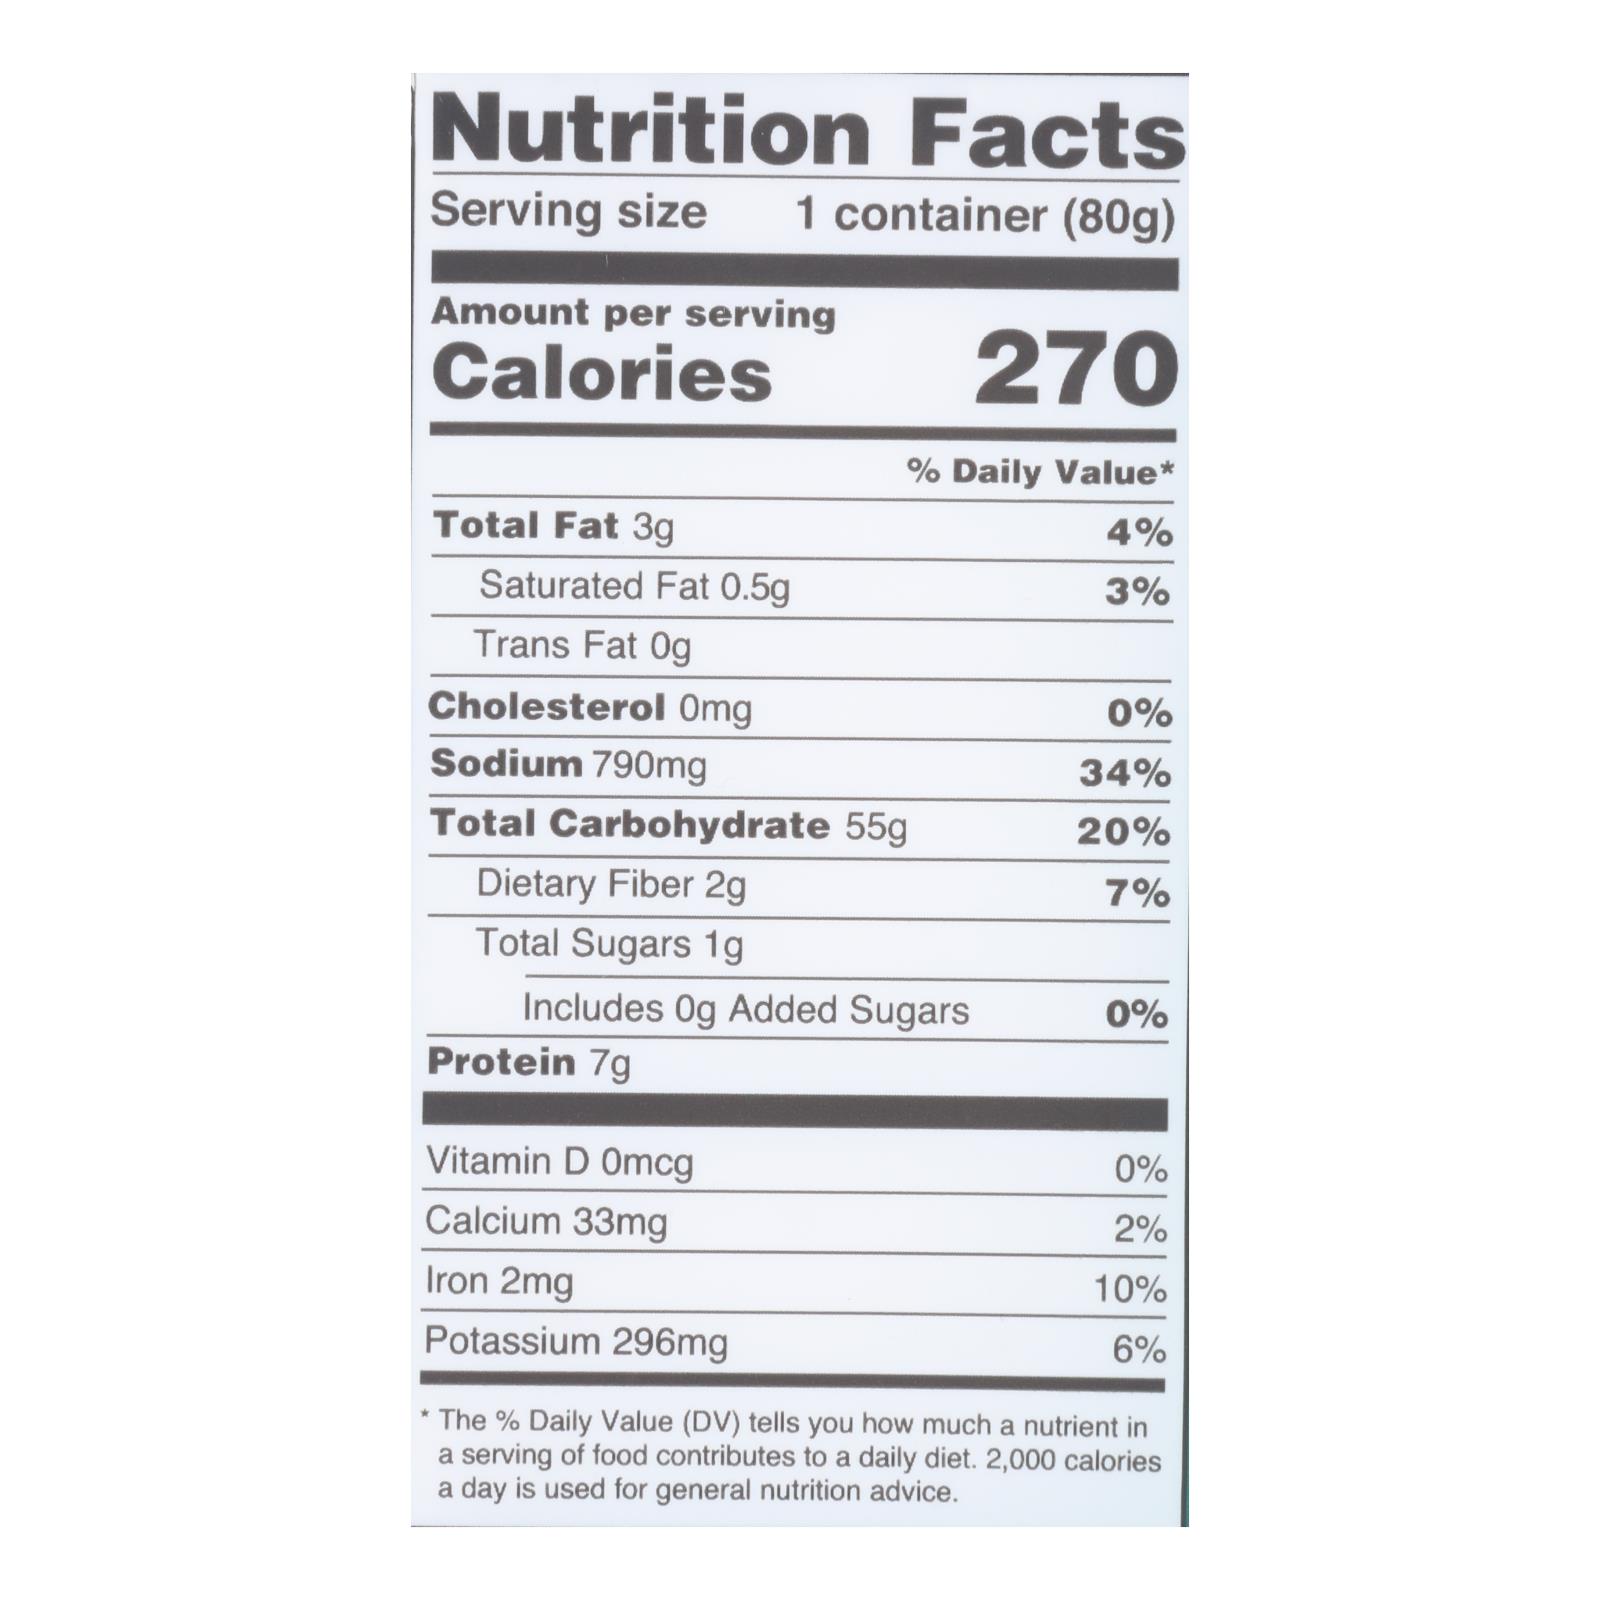 Nutrition Facts
Serving size 1 container (80g)
Amount per serving
Calories 270
% Daily Value*
Total Fat 3g 4%
Saturated Fat 0.5g 3%
Trans Fat 0g
Cholesterol 0mg 0%
Sodium 790mg 34%
Total Carbohydrate 55g 20%
Dietary Fiber 2g 7%
Total Sugars 1g
Includes 0g Added Sugars 0%
Protein 7g
Vitamin D 0mcg 0%
Calcium 33mg 2%
Iron 2mg 10%
Potassium 296mg 6%
* The % Daily Value (DV) tells you how much a nutrient in
a serving of food contributes to a daily diet. 2,000 calories
a day is used for general nutrition advice.